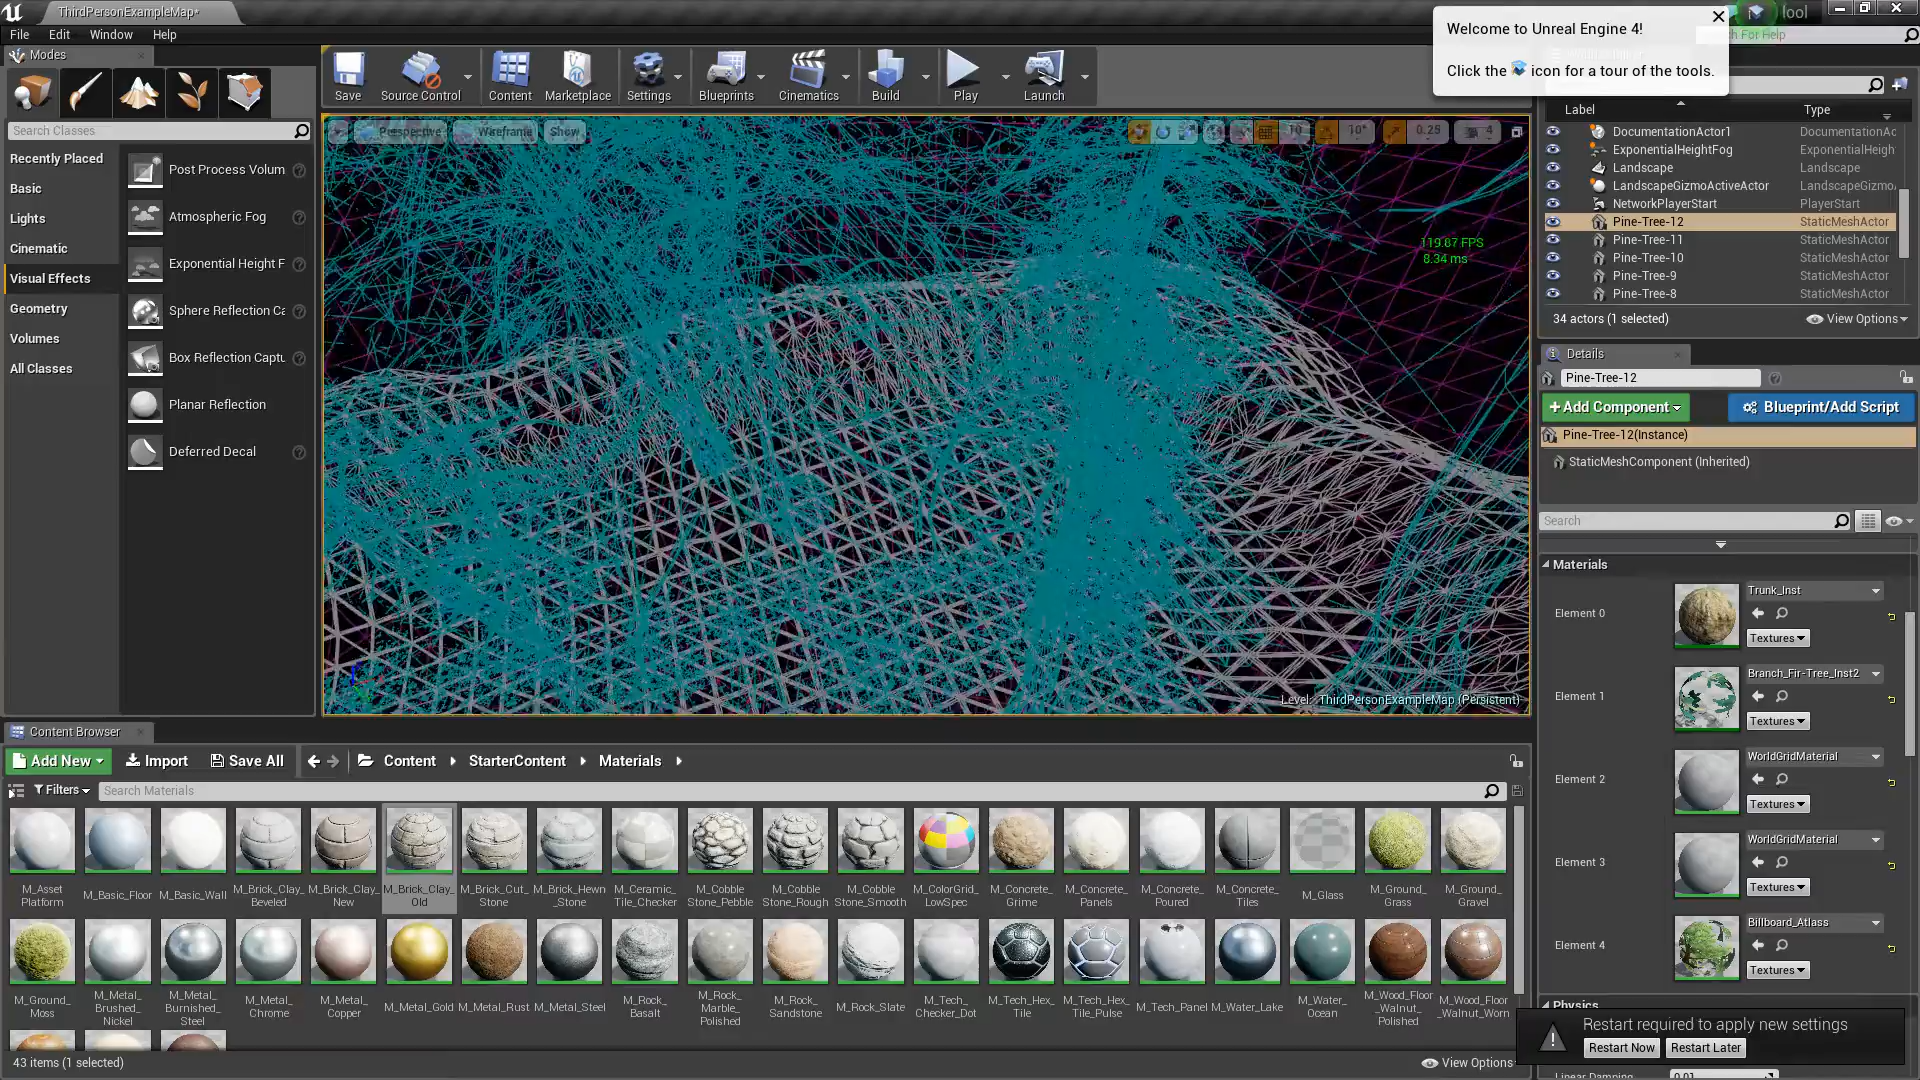 ThirdPersonExampleMap*
File Edit Window Help
Modes
Search Classes
Recently Placed
Basic
Lights
Cinematic
Visual Effects
Geometry
Volumes
All Classes
Post Process Volum
Atmospheric Fog
Exponential Height F
Sphere Reflection Ca
Box Reflection Captu
Planar Reflection
Deferred Decal
Save Source Control Content Marketplace Settings Blueprints Cinematics Build Play Launch
Perspective Wireframe Show
10 10° 0.25 4
119.87 FPS
8.34 ms
Level: ThirdPersonExampleMap (Persistent)
Welcome to Unreal Engine 4!
Click the icon for a tour of the tools.
For Help
Label Type
DocumentationActor1 DocumentationAc
ExponentialHeightFog ExponentialHeigh
Landscape Landscape
LandscapeGizmoActiveActor LandscapeGizmo
NetworkPlayerStart PlayerStart
Pine-Tree-12 StaticMeshActor
Pine-Tree-11 StaticMeshActor
Pine-Tree-10 StaticMeshActor
Pine-Tree-9 StaticMeshActor
Pine-Tree-8 StaticMeshActor
34 actors (1 selected) View Options
Details
Pine-Tree-12
+Add Component Blueprint/Add Script
Pine-Tree-12(Instance)
StaticMeshComponent (Inherited)
Search
Materials
Element 0 Trunk_Inst
Textures
Element 1 Branch_Fir-Tree_Inst2
Textures
Element 2 WorldGridMaterial
Textures
Element 3 WorldGridMaterial
Textures
Element 4 Billboard_Atlass
Textures
Physics
Restart required to apply new settings
Restart Now Restart Later
Linear Damping 0.01
Content Browser
Add New Import Save All Content StarterContent Materials
Filters Search Materials
M_Asset Platform
M_Basic_Floor
M_Basic_Wall
M_Brick_Clay_ Beveled
M_Brick_Clay_ New
M_Brick_Clay_ Old
M_Brick_Cut_ Stone
M_Brick_Hewn _Stone
M_Ceramic_ Tile_Checker
M_Cobble Stone_Pebble
M_Cobble Stone_Rough
M_Cobble Stone_Smooth
M_ColorGrid_ LowSpec
M_Concrete_ Grime
M_Concrete_ Panels
M_Concrete_ Poured
M_Concrete_ Tiles
M_Glass
M_Ground_ Grass
M_Ground_ Gravel
M_Ground_ Moss
M_Metal_ Brushed_ Nickel
M_Metal_ Burnished_ Steel
M_Metal_ Chrome
M_Metal_ Copper
M_Metal_Gold
M_Metal_Rust
M_Metal_Steel
M_Rock_ Basalt
M_Rock_ Marble_ Polished
M_Rock_ Sandstone
M_Rock_Slate
M_Tech_ Checker_Dot
M_Tech_Hex_ Tile
M_Tech_Hex_ Tile_Pulse
M_Tech_Panel
M_Water_Lake
M_Water_ Ocean
M_Wood_Floor _Walnut_ Polished
M_Wood_Floor _Walnut_Worn
43 items (1 selected) View Options